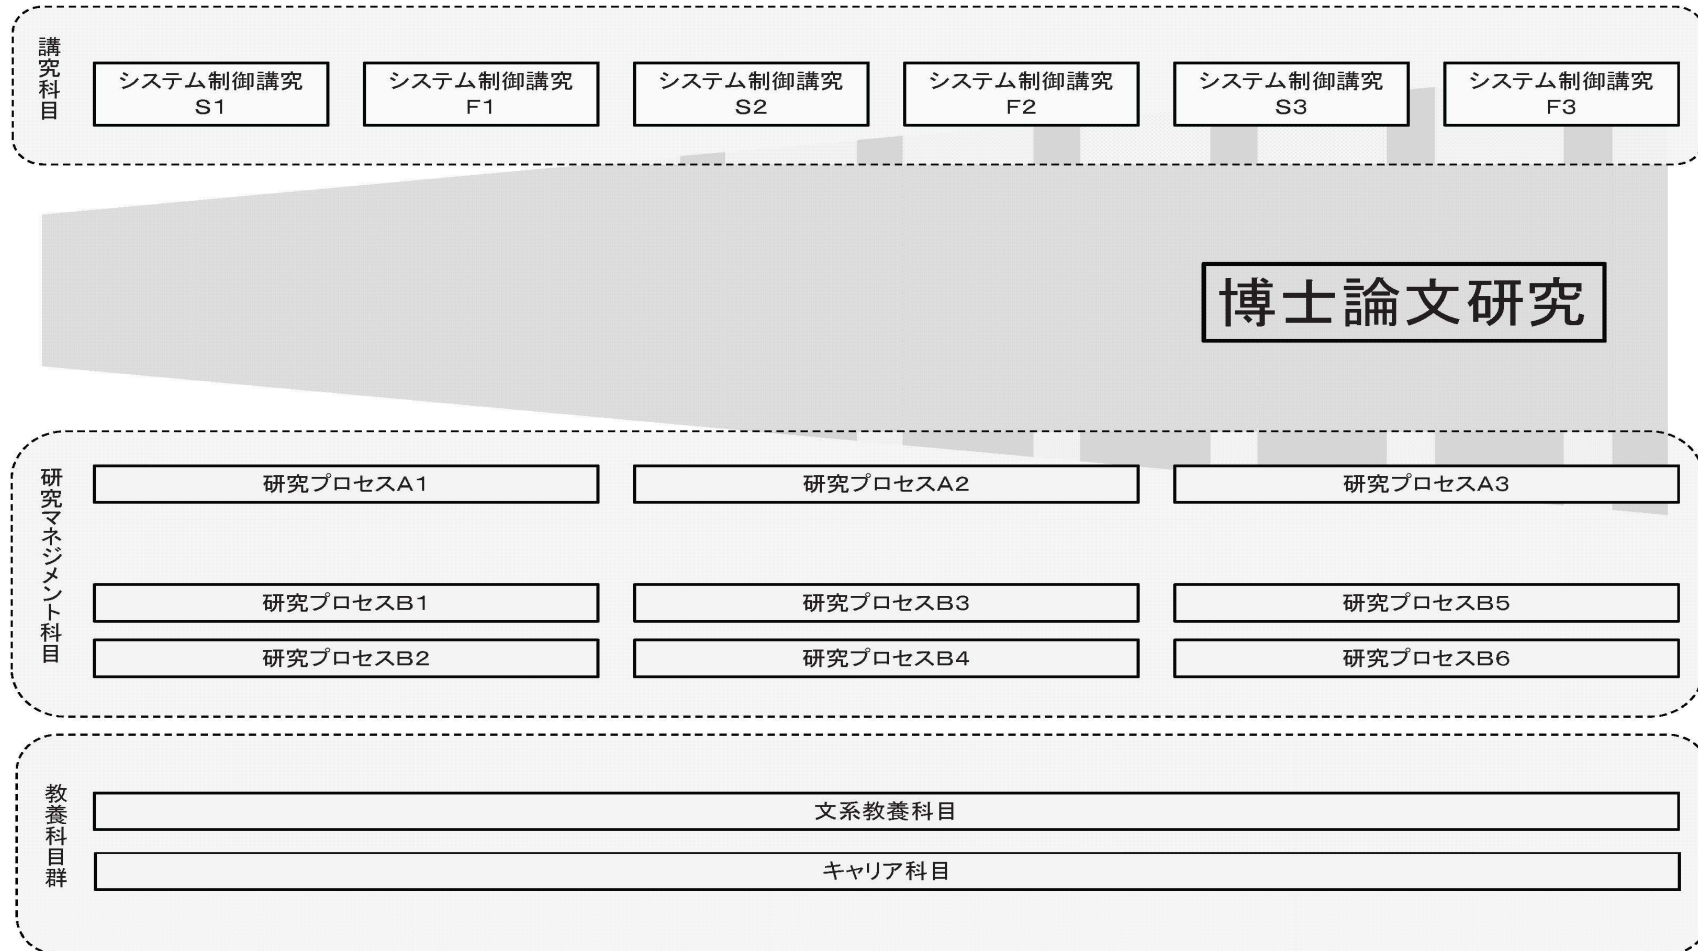 講究科目
システム制御講究
S1
システム制御講究
F1
システム制御講究
S2
システム制御講究
F2
システム制御講究
S3
システム制御講究
F3
博士論文研究
研究マネジメント科目
研究プロセスA1
研究プロセスA2
研究プロセスA3
研究プロセスB1
研究プロセスB3
研究プロセスB5
研究プロセスB2
研究プロセスB4
研究プロセスB6
教養科目群
文系教養科目
キャリア科目